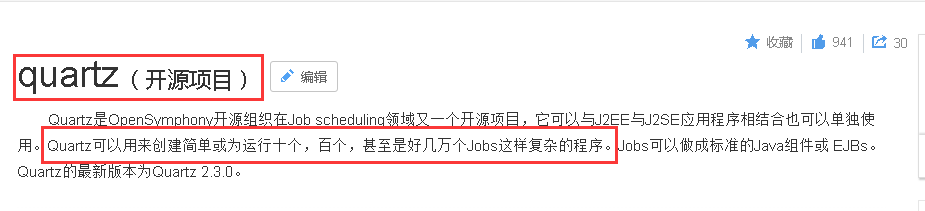 收藏 941 30
quartz（开源项目） 编辑
Quartz是OpenSymphony开源组织在Job scheduling领域又一个开源项目，它可以与J2EE与J2SE应用程序相结合也可以单独使
用。Quartz可以用来创建简单或为运行十个，百个，甚至是好几万个Jobs这样复杂的程序。Jobs可以做成标准的Java组件或 EJBs。
Quartz的最新版本为Quartz 2.3.0。